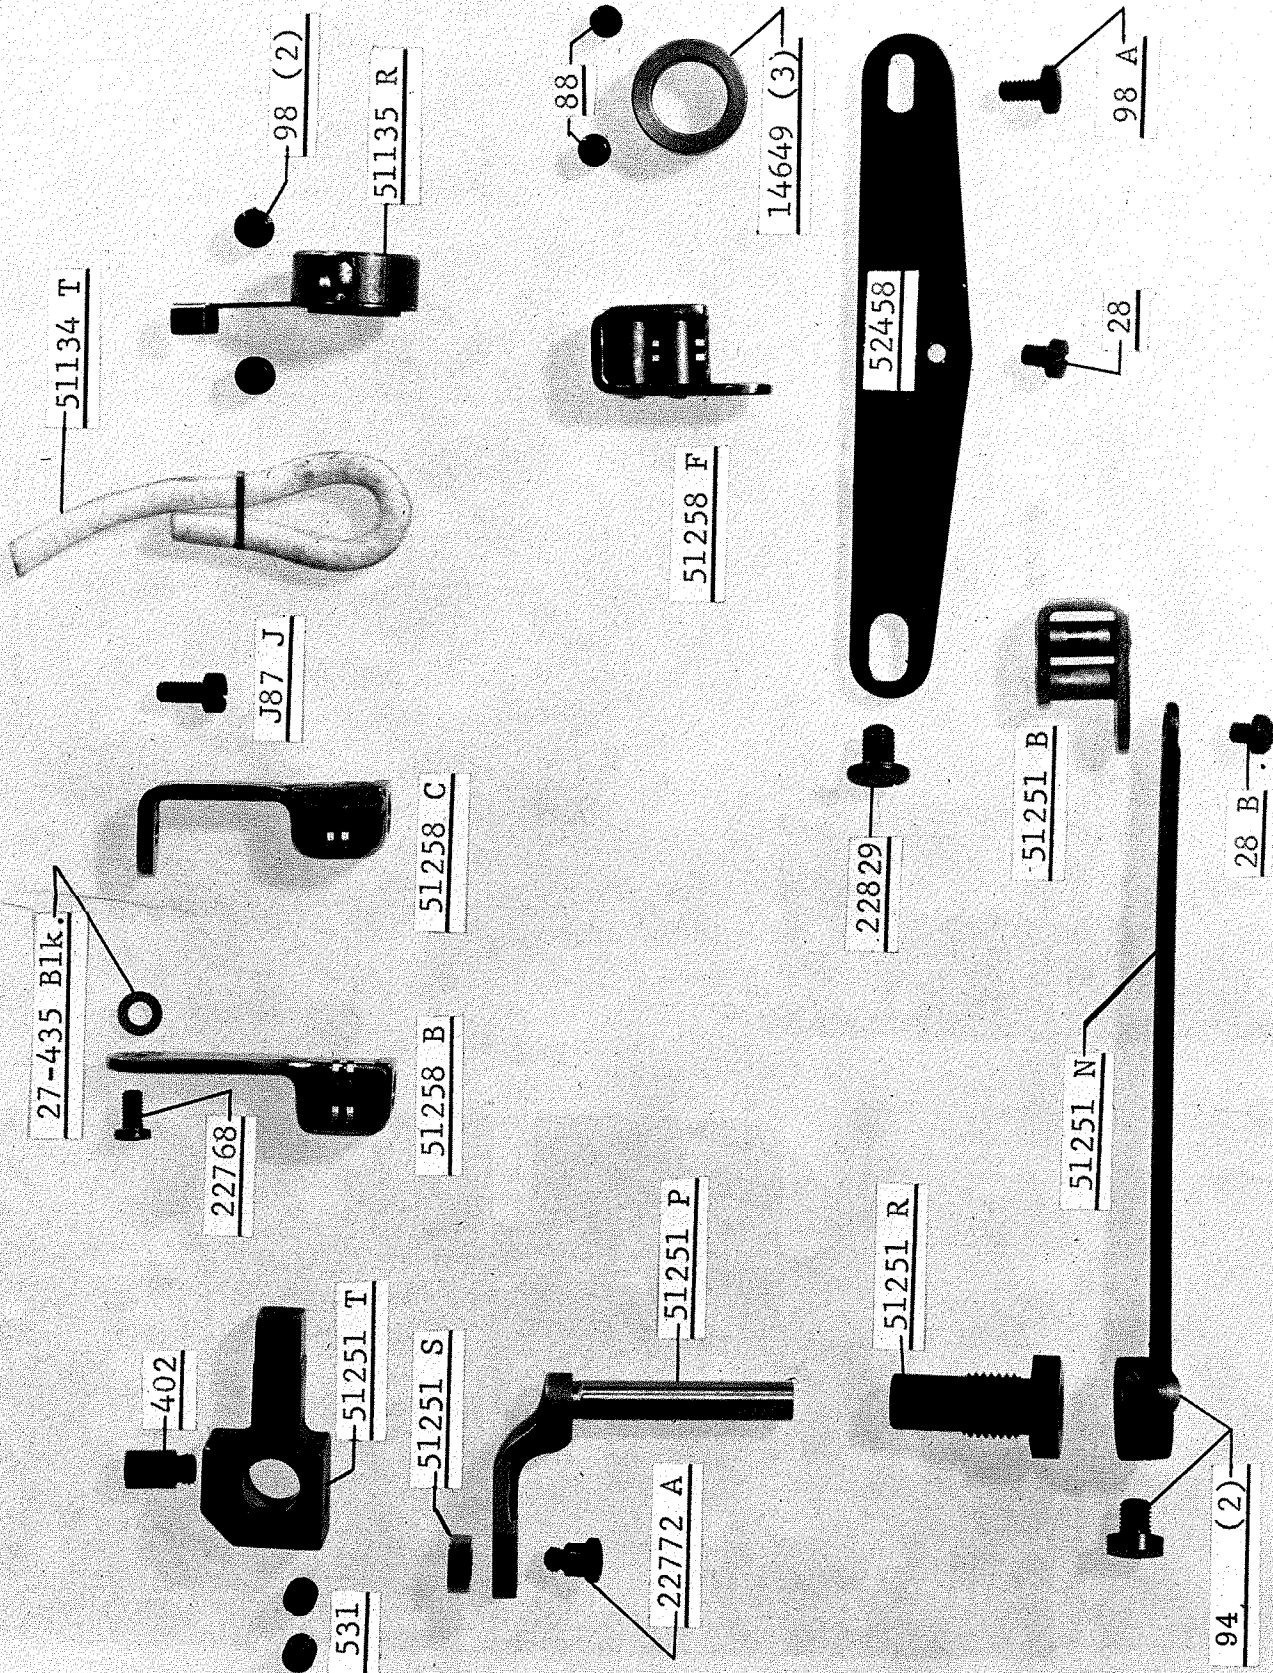 98 (2)
51135 R
51134 T
88
14649 (3)
98 A
52458
28
51258 F
J87 J
51258 C
27-435 Blk.
22768
51258 B
22829
51251 B
28 B
51251 N
402
51251 T
531
51251 S
51251 P
22772 A
51251 R
94 (2)